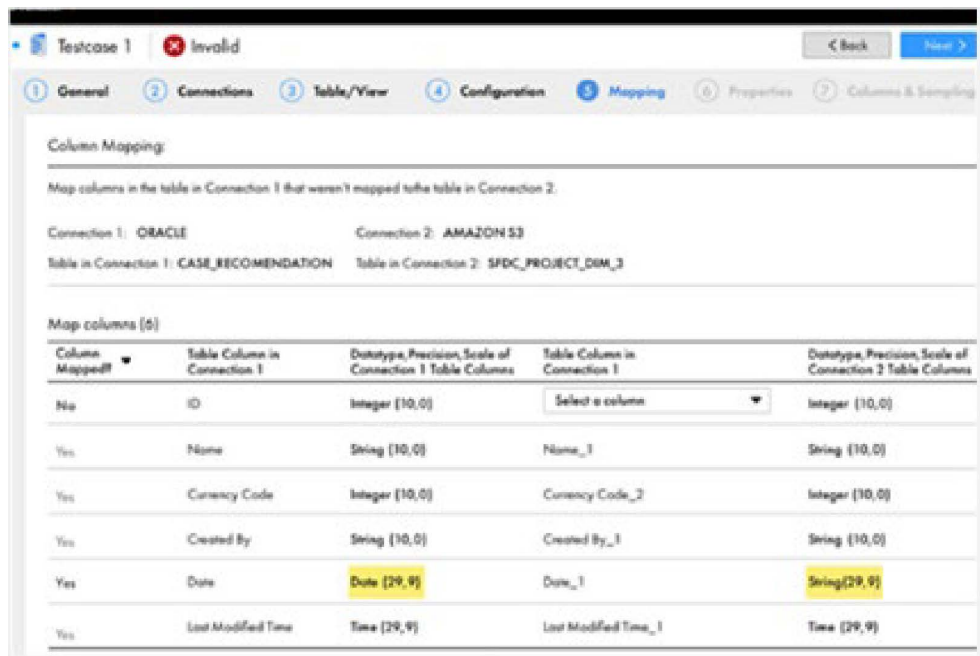 Testcase 1 Invalid < Back Next >
1 General 2 Connections 3 Table/View 4 Configuration 5 Mapping 6 Properties 7 Columns & Sampling
Column Mapping:
Map columns in the table in Connection 1 that weren't mapped tothe table in Connection 2.
Connection 1: ORACLE Connection 2: AMAZON S3
Table in Connection 1: CASE_RECOMENDATION Table in Connection 2: SFDC_PROJECT_DIM_3
Map columns (6)
Column Table Column in Datatype,Precision,Scale of Table Column in Datatype,Precision,Scale of
Mapped? Connection 1 Connection 1 Table Columns Connection 1 Connection 2 Table Columns
No ID Integer (10,0) Select a column Integer (10,0)
Yes Name String (10,0) Name_1 String (10,0)
Yes Currency Code Integer (10,0) Currency Code_2 Integer (10,0)
Yes Created By String (10,0) Created By_1 String (10,0)
Yes Date Date (29,9) Date_1 String(29,9)
Yes Last Modified Time Time (29,9) Last Modified Time_1 Time (29,9)